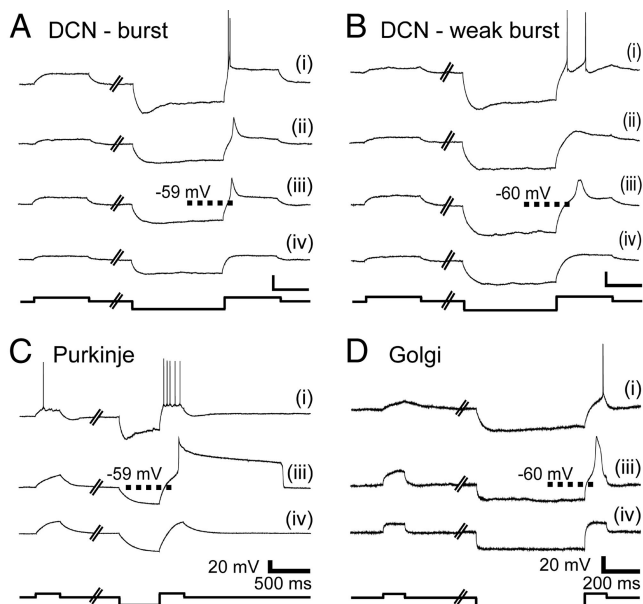 A DCN - burst
(i)
(ii)
(iii)
-59 mV
(iv)
B DCN - weak burst
(i)
(ii)
(iii)
-60 mV
(iv)
C Purkinje
(i)
(iii)
-59 mV
(iv)
20 mV
500 ms
D Golgi
(i)
(iii)
-60 mV
(iv)
20 mV
200 ms